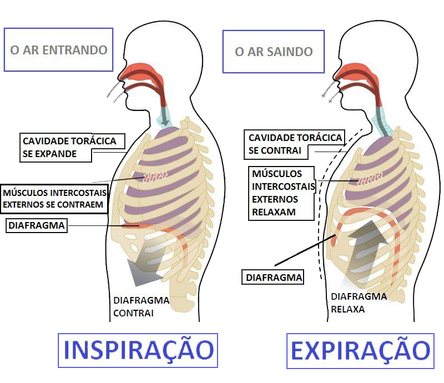 O AR ENTRANDO
CAVIDADE TORÁCICA
SE EXPANDE
MÚSCULOS INTERCOSTAIS
EXTERNOS SE CONTRAEM
DIAFRAGMA
DIAFRAGMA
CONTRAI
INSPIRAÇÃO
O AR SAINDO
CAVIDADE TORÁCICA
SE CONTRAI
MÚSCULOS
INTERCOSTAIS
EXTERNOS
RELAXAM
DIAFRAGMA
DIAFRAGMA
RELAXA
EXPIRAÇÃO